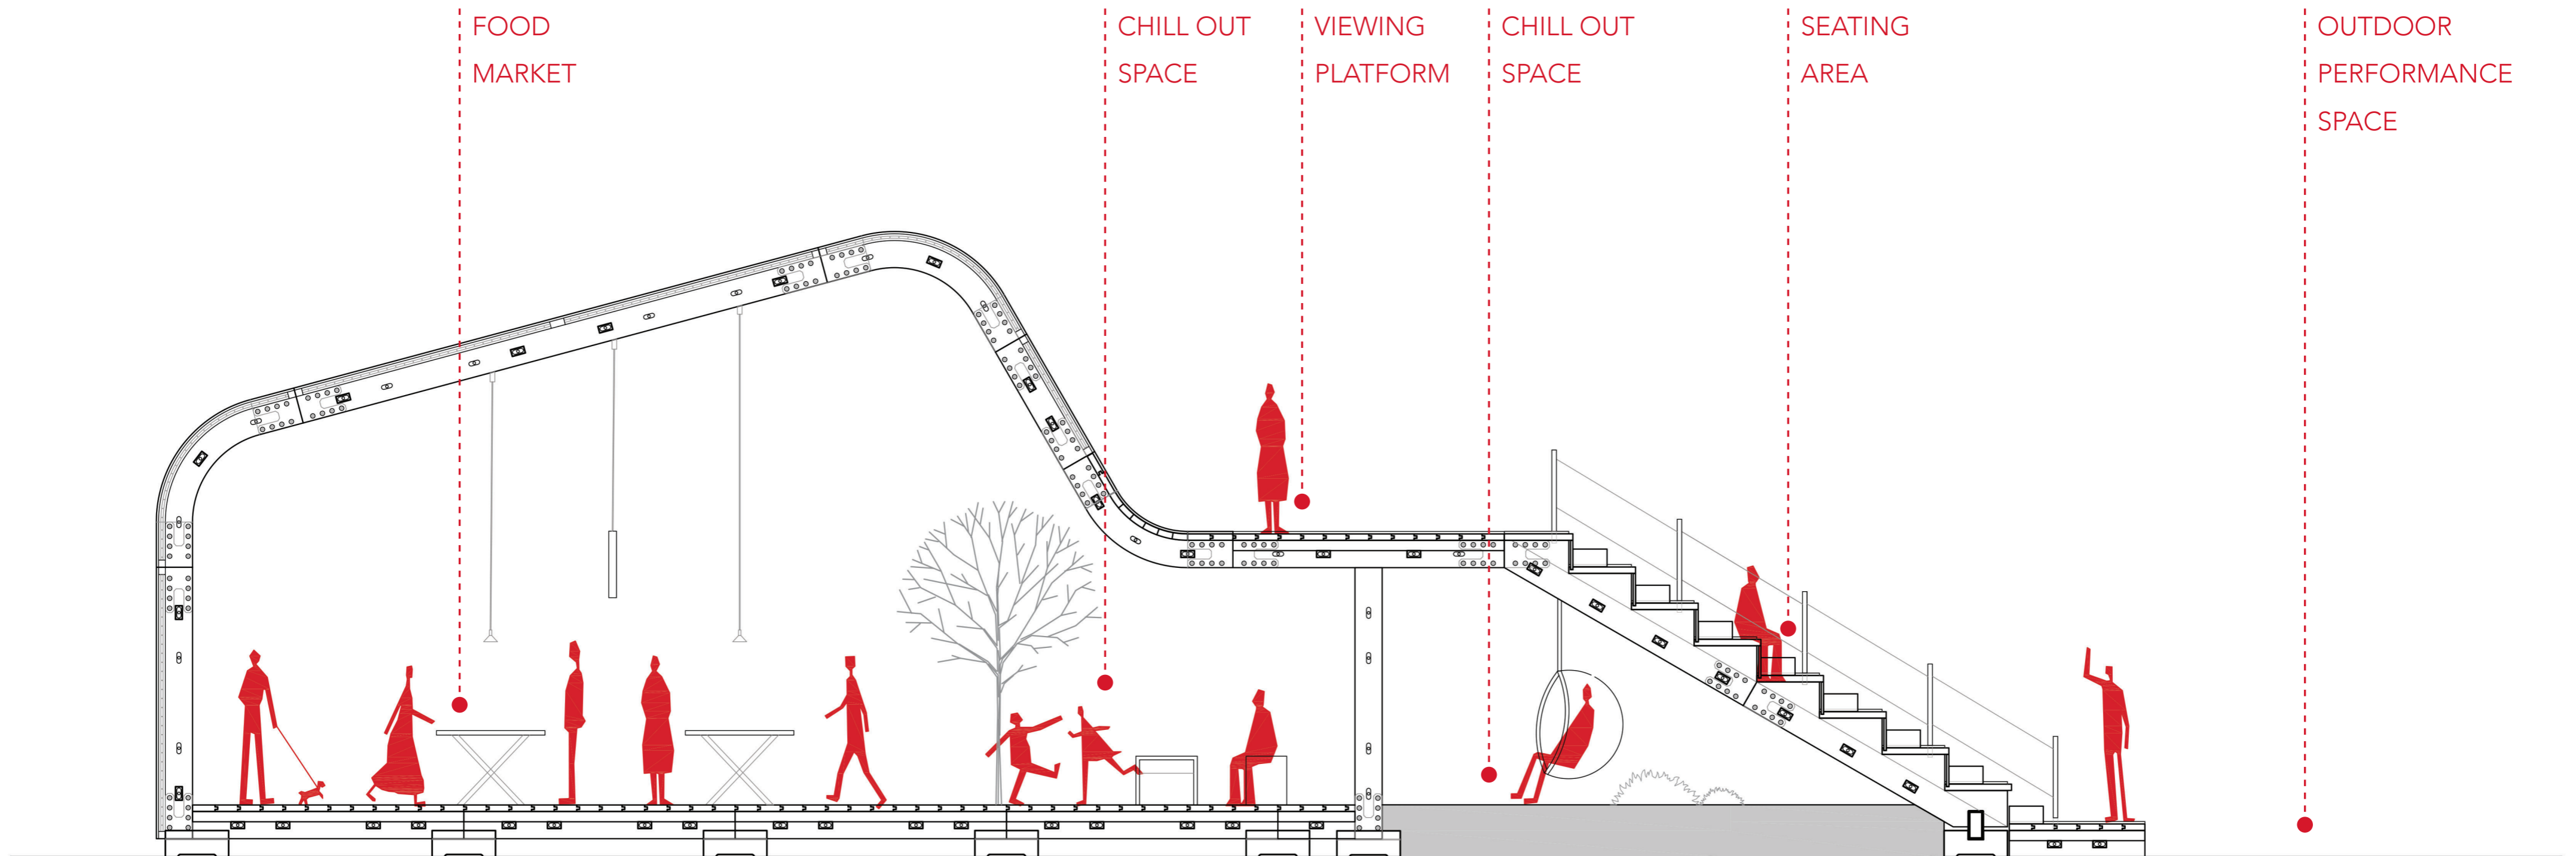 FOOD
MARKET
CHILL OUT
SPACE
VIEWING
PLATFORM
CHILL OUT
SPACE
SEATING
AREA
OUTDOOR
PERFORMANCE
SPACE